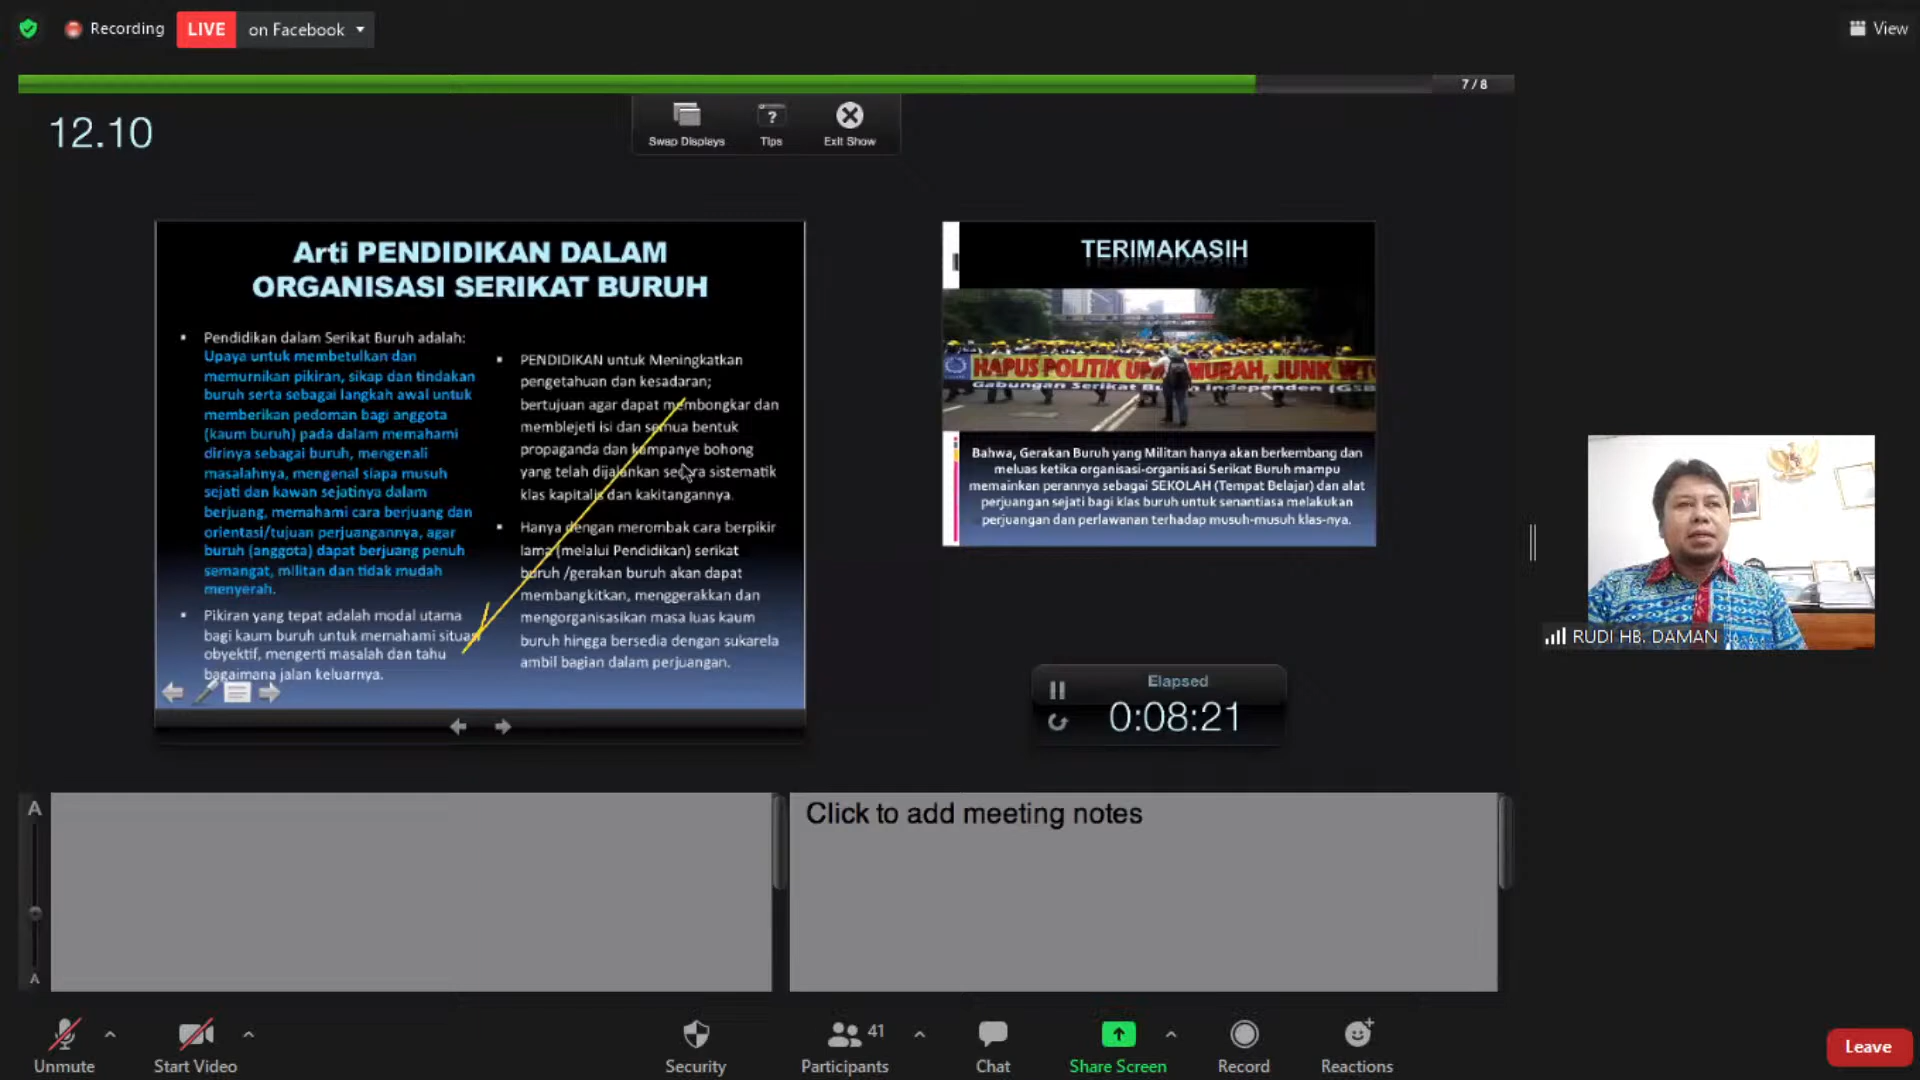 Recording
LIVE
on Facebook
View
7 / 8
12.10
Swap Displays
Tips
Exit Show
Arti PENDIDIKAN DALAM
ORGANISASI SERIKAT BURUH
Pendidikan dalam Serikat Buruh adalah:
Upaya untuk membetulkan dan
memurnikan pikiran, sikap dan tindakan
buruh serta sebagai langkah awal untuk
memberikan pedoman bagi anggota
(kaum buruh) pada dalam memahami
dirinya sebagai buruh, mengenali
masalahnya, mengenal siapa musuh
sejati dan kawan sejatinya dalam
berjuang, memahami cara berjuang dan
orientasi/tujuan perjuangannya, agar
buruh (anggota) dapat berjuang penuh
semangat, militan dan tidak mudah
menyerah.
Pikiran yang tepat adalah modal utama
bagi kaum buruh untuk memahami situasi
obyektif, mengerti masalah dan tahu
bagaimana jalan keluarnya.
PENDIDIKAN untuk Meningkatkan
pengetahuan dan kesadaran;
bertujuan agar dapat membongkar dan
memblejeti isi dan semua bentuk
propaganda dan kampanye bohong
yang telah dijalankan secara sistematik
klas kapitalis dan kakitangannya.
Hanya dengan merombak cara berpikir
lama (melalui Pendidikan) serikat
buruh /gerakan buruh akan dapat
membangkitkan, menggerakkan dan
mengorganisasikan masa luas kaum
buruh hingga bersedia dengan sukarela
ambil bagian dalam perjuangan.
TERIMAKASIH
HAPUS POLITIK MURAH, JUNK WT
Gabungan Serikat Independen (GSB
Bahwa, Gerakan Buruh yang Militan hanya akan berkembang dan
meluas ketika organisasi-organisasi Serikat Buruh mampu
memainkan perannya sebagai SEKOLAH (Tempat Belajar) dan alat
perjuangan sejati bagi klas buruh untuk senantiasa melakukan
perjuangan dan perlawanan terhadap musuh-musuh klas-nya.
RUDI HB. DAMAN
Elapsed
0:08:21
A
A
Click to add meeting notes
Unmute
Start Video
Security
Participants
41
Chat
Share Screen
Record
Reactions
Leave